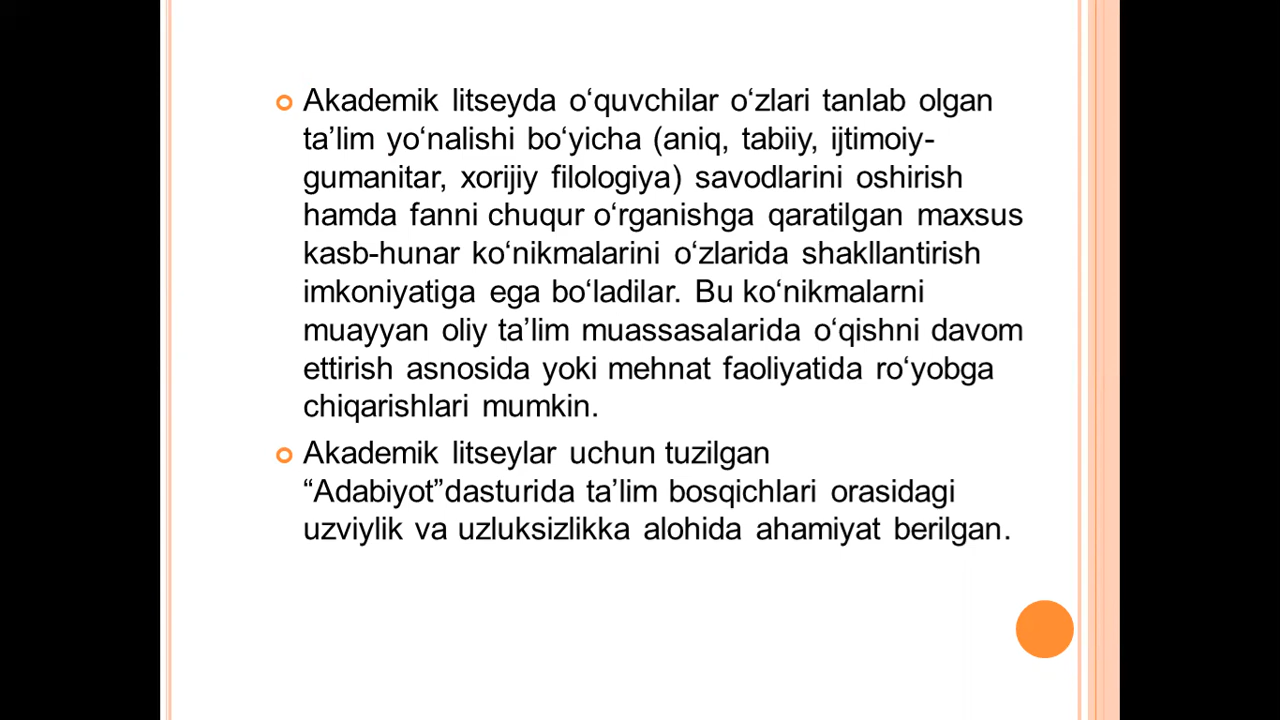 Akademik litseyda o‘quvchilar o‘zlari tanlab olgan
ta’lim yo‘nalishi bo‘yicha (aniq, tabiiy, ijtimoiy-
gumanitar, xorijiy filologiya) savodlarini oshirish
hamda fanni chuqur o‘rganishga qaratilgan maxsus
kasb-hunar ko‘nikmalarini o‘zlarida shakllantirish
imkoniyatiga ega bo‘ladilar. Bu ko‘nikmalarni
muayyan oliy ta’lim muassasalarida o‘qishni davom
ettirish asnosida yoki mehnat faoliyatida ro‘yobga
chiqarishlari mumkin.
Akademik litseylar uchun tuzilgan
“Adabiyot”dasturida ta’lim bosqichlari orasidagi
uzviylik va uzluksizlikka alohida ahamiyat berilgan.